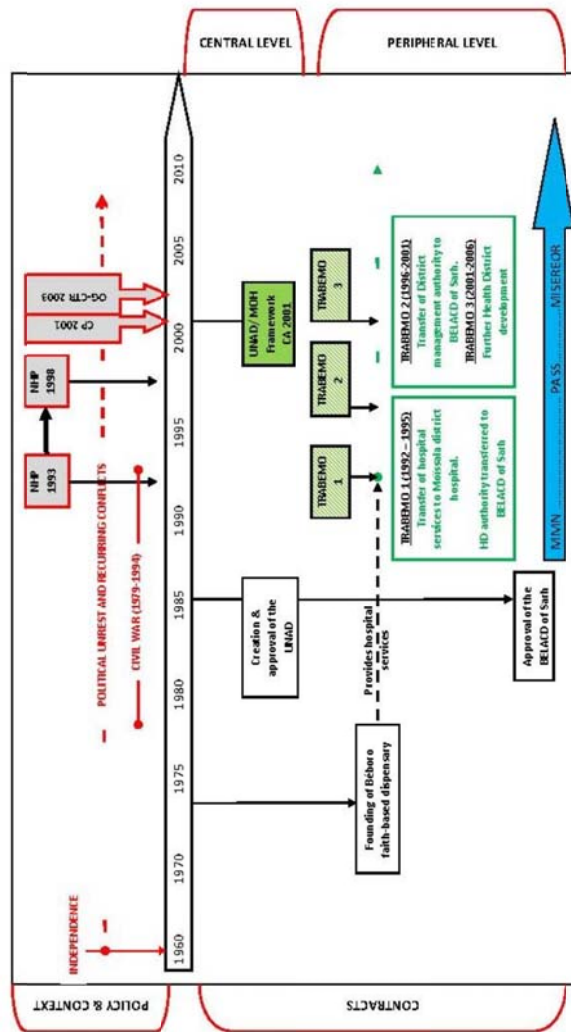 POLICY & CONTEXT
CONTRACTS
CENTRAL LEVEL
PERIPHERAL LEVEL
INDEPENDENCE
POLITICAL UNREST AND RECURRING CONFLICTS
CIVIL WAR (1979-1994)
NHP
1993
NHP
1998
CP 2001
OG-CTR 2003
1960
1970
1975
1980
1985
1990
1995
2000
2005
2010
Creation &
approval of the
UNAD
UNAD/ MOH
Framework
CA 2001
Founding of Béboro
faith-based dispensary
Provides hospital
services
TRABEMO
1
TRABEMO
2
TRABEMO
3
TRABEMO 1 (1992 – 1995)
Transfer of hospital
services to Moïssala district
hospital.
HD authority transferred to
BELACD of Sarh
TRABEMO 2 (1996-2001)
Transfer of District
management authority to
BELACD of Sarh.
TRABEMO 3 (2001-2006)
Further Health District
development
Approval of the
BELACD of Sarh
MMN PASS MISEREOR